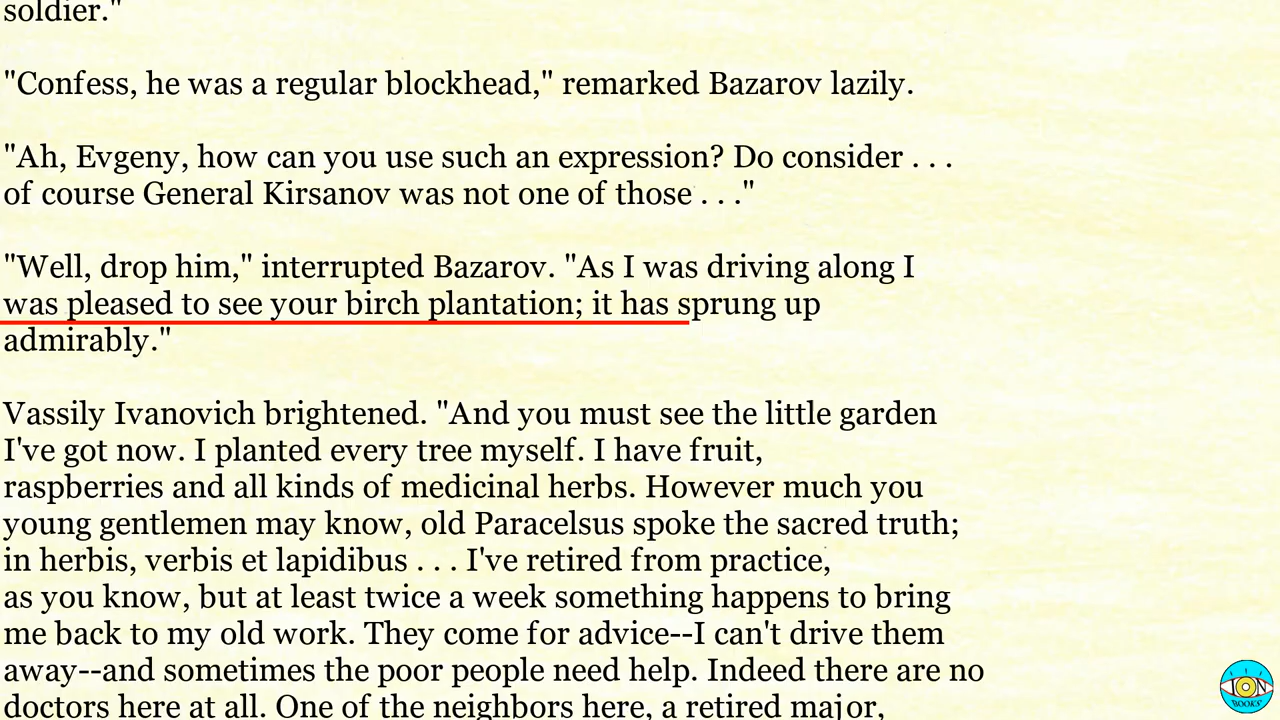 soldier."
"Confess, he was a regular blockhead," remarked Bazarov lazily.
"Ah, Evgeny, how can you use such an expression? Do consider . . .
of course General Kirsanov was not one of those . . ."
"Well, drop him," interrupted Bazarov. "As I was driving along I
was pleased to see your birch plantation; it has sprung up
admirably."
Vassily Ivanovich brightened. "And you must see the little garden
I've got now. I planted every tree myself. I have fruit,
raspberries and all kinds of medicinal herbs. However much you
young gentlemen may know, old Paracelsus spoke the sacred truth;
in herbis, verbis et lapidibus . . . I've retired from practice,
as you know, but at least twice a week something happens to bring
me back to my old work. They come for advice--I can't drive them
away--and sometimes the poor people need help. Indeed there are no
doctors here at all. One of the neighbors here, a retired major,
ION
BOOKS